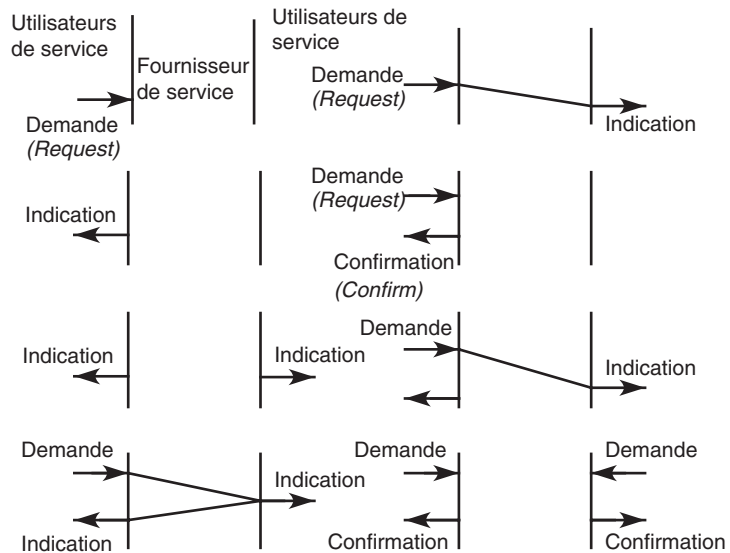 Utilisateurs
de service
Fournisseur
de service
Utilisateurs de
service
Demande
(Request)
Demande
(Request)
Indication
Indication
Demande
(Request)
Confirmation
(Confirm)
Indication
Indication
Demande
Indication
Demande
Indication
Indication
Demande
Confirmation
Demande
Confirmation